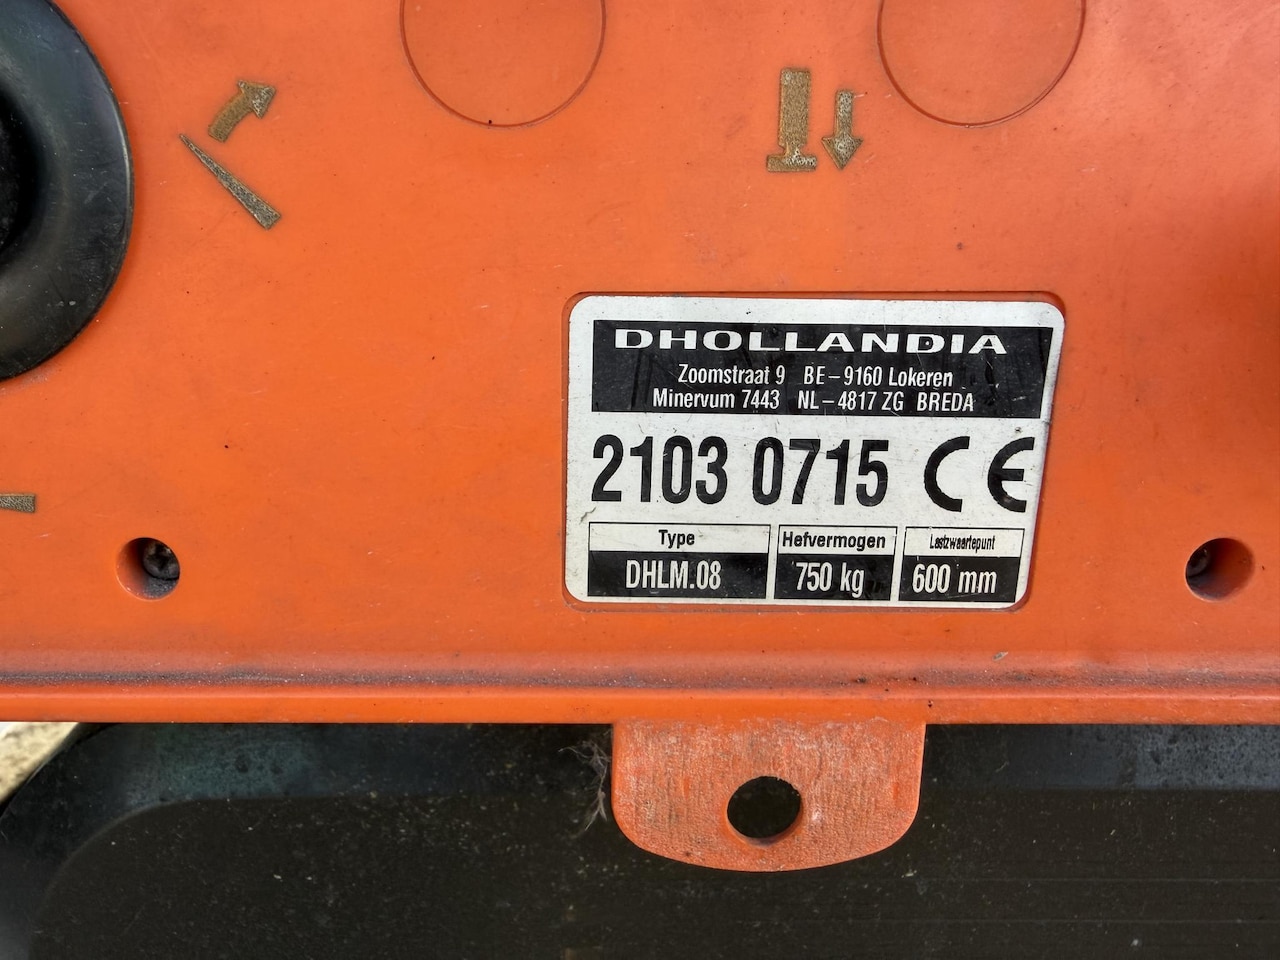 DHOLLANDIA
Zoomstraat 9 BE-9160 Lokeren
Minervum 7443 NL-4817 ZG BREDA
2103 0715 CE
Type Hefvermogen Lastzwaartepunt
DHLM.08 750 kg 600 mm